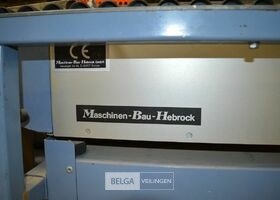 CE
Maschinen-Bau-Hebrock GmbH
Maschinen-Bau-Hebrock
BELGA
VEILINGEN